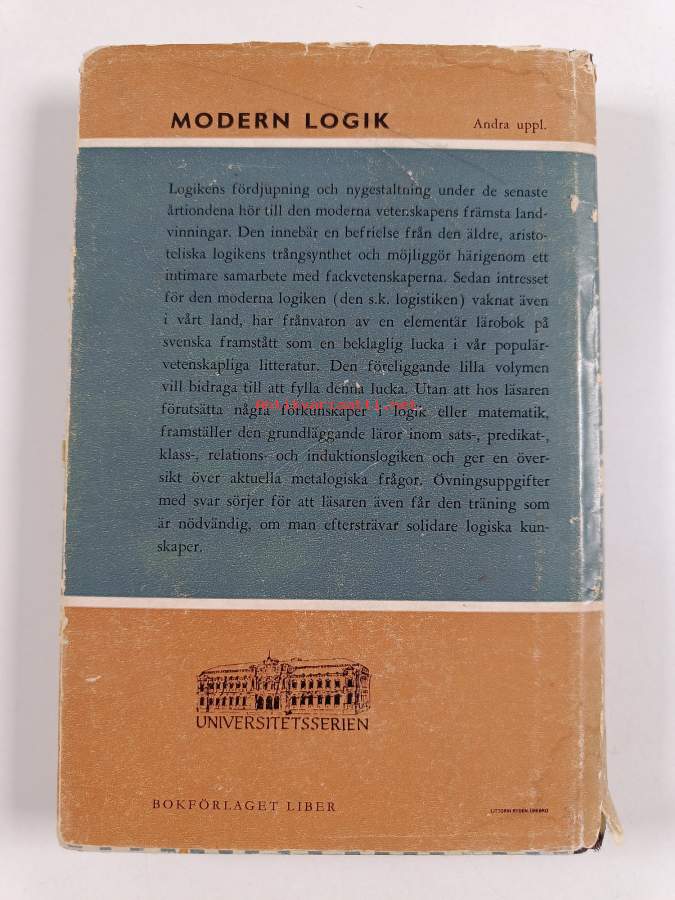 MODERN LOGIK Andra uppl.
Logikens fördjupning och nygestaltning under de senaste
årtiondena hör till den moderna vetenskapens främsta land-
vinningar. Den innebär en befrielse från den äldre, aristo-
teliska logikens trångsynthet och möjliggör härigenom ett
intimare samarbete med fackvetenskaperna. Sedan intresset
för den moderna logiken (den s.k. logistiken) vaknat även
i vårt land, har frånvaron av en elementär lärobok på
svenska framstått som en beklaglig lucka i vår populär-
vetenskapliga litteratur. Den föreliggande lilla volymen
vill bidraga till att fylla denna lucka. Utan att hos läsaren
antikvariaatti.net
förutsätta några förkunskaper i logik eller matematik,
framställer den grundläggande läror inom sats-, predikat-,
klass-, relations- och induktionslogiken och ger en över-
sikt över aktuella metalogiska frågor. Övningsuppgifter
med svar sörjer för att läsaren även får den träning som
är nödvändig, om man eftersträvar solidare logiska kun-
skaper.
UNIVERSITETSSERIEN
BOKFÖRLAGET LIBER
LITTORIN RYDÉN, ÖREBRO